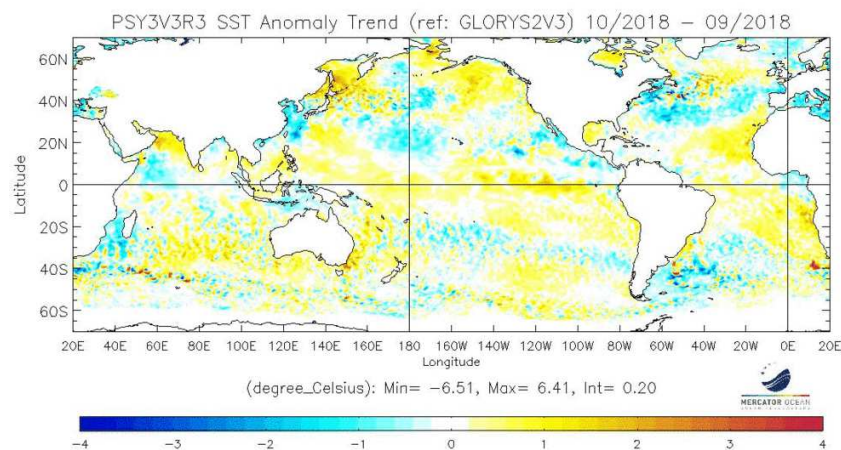 PSY3V3R3 SST Anomaly Trend (ref: GLORYS2V3) 10/2018 − 09/2018
60N
40N
20N
0
20S
40S
60S
Latitude
20E 40E 60E 80E 100E 120E 140E 160E 180 160W 140W 120W 100W 80W 60W 40W 20W 0E 20E
Longitude
(degree_Celsius): Min= −6.51, Max= 6.41, Int= 0.20
MERCATOR OCEAN
−4 −3 −2 −1 0 1 2 3 4